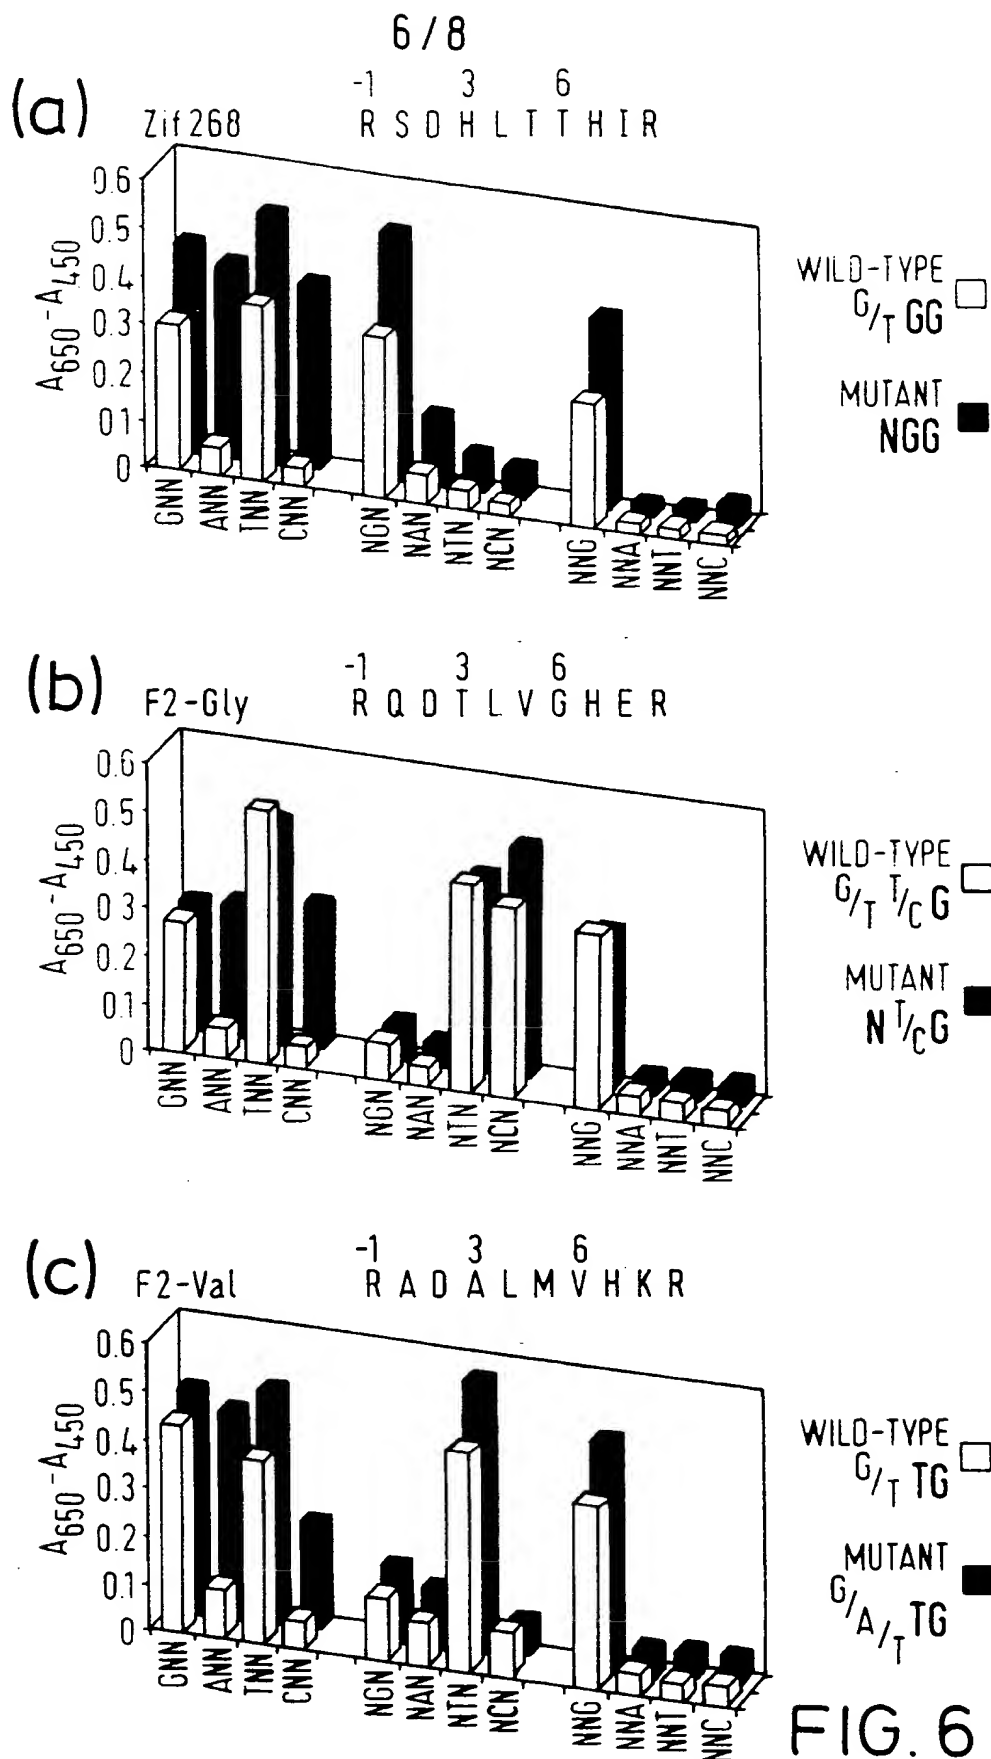 6/8
(a)
Zif268
-1 3 6
R S D H L T T H I R
0.6
0.5
0.4
0.3
0.2
01
0
A650-A450
GNN ANN TNN CNN NGN NAN NTN NCN NNG NNA NNT NNC
WILD-TYPE
G/T GG
MUTANT
NGG
(b)
F2-Gly
-1 3 6
R Q D T L V G H E R
0.6
0.5
0.4
0.3
0.2
0.1
0
A650-A450
GNN ANN TNN CNN NGN NAN NTN NCN NNG NNA NNT NNC
WILD-TYPE
G/T T/C G
MUTANT
N T/C G
(c)
F2-Val
-1 3 6
R A D A L M V H K R
0.6
0.5
0.4
0.3
0.2
0.1
0
A650-A450
GNN ANN TNN CNN NGN NAN NTN NCN NNG NNA NNT NNC
WILD-TYPE
G/T TG
MUTANT
G/A/T TG
FIG. 6